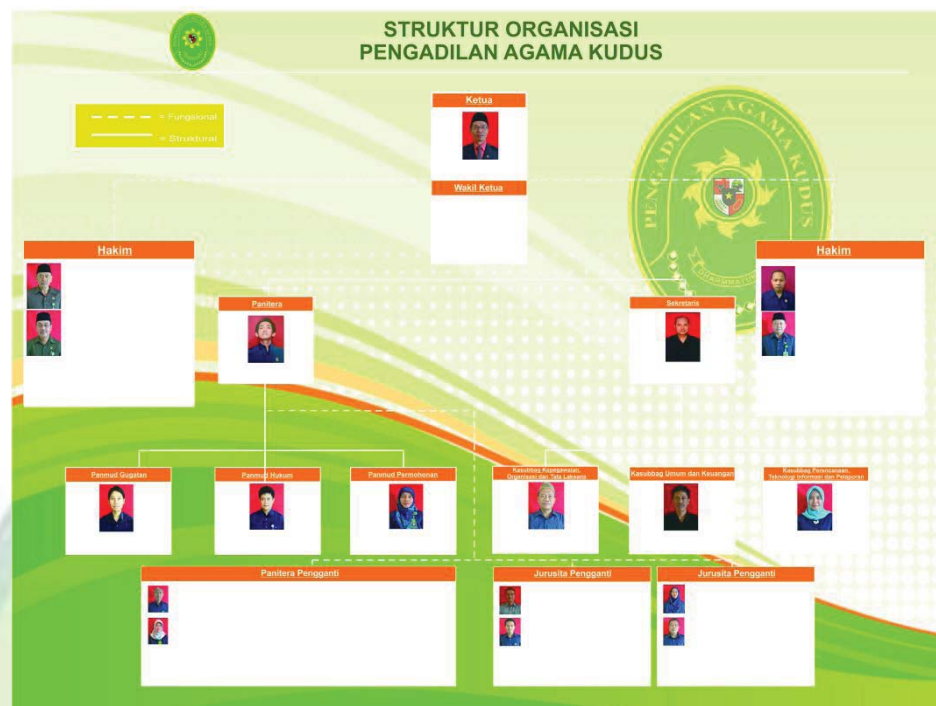 STRUKTUR ORGANISASI
PENGADILAN AGAMA KUDUS
= Fungsional
= Struktural
Ketua
Wakil Ketua
PENGADILAN AGAMA KUDUS
Hakim
Hakim
Panitera
Sekretaris
Panmud Gugatan
Panmud Hukum
Panmud Permohonan
Kasubbag Kepegawaian,
Organisasi dan Tata Laksana
Kasubbag Umum dan Keuangan
Kasubbag Perencanaan,
Teknologi Informasi dan Pelaporan
Panitera Pengganti
Jurusita Pengganti
Jurusita Pengganti